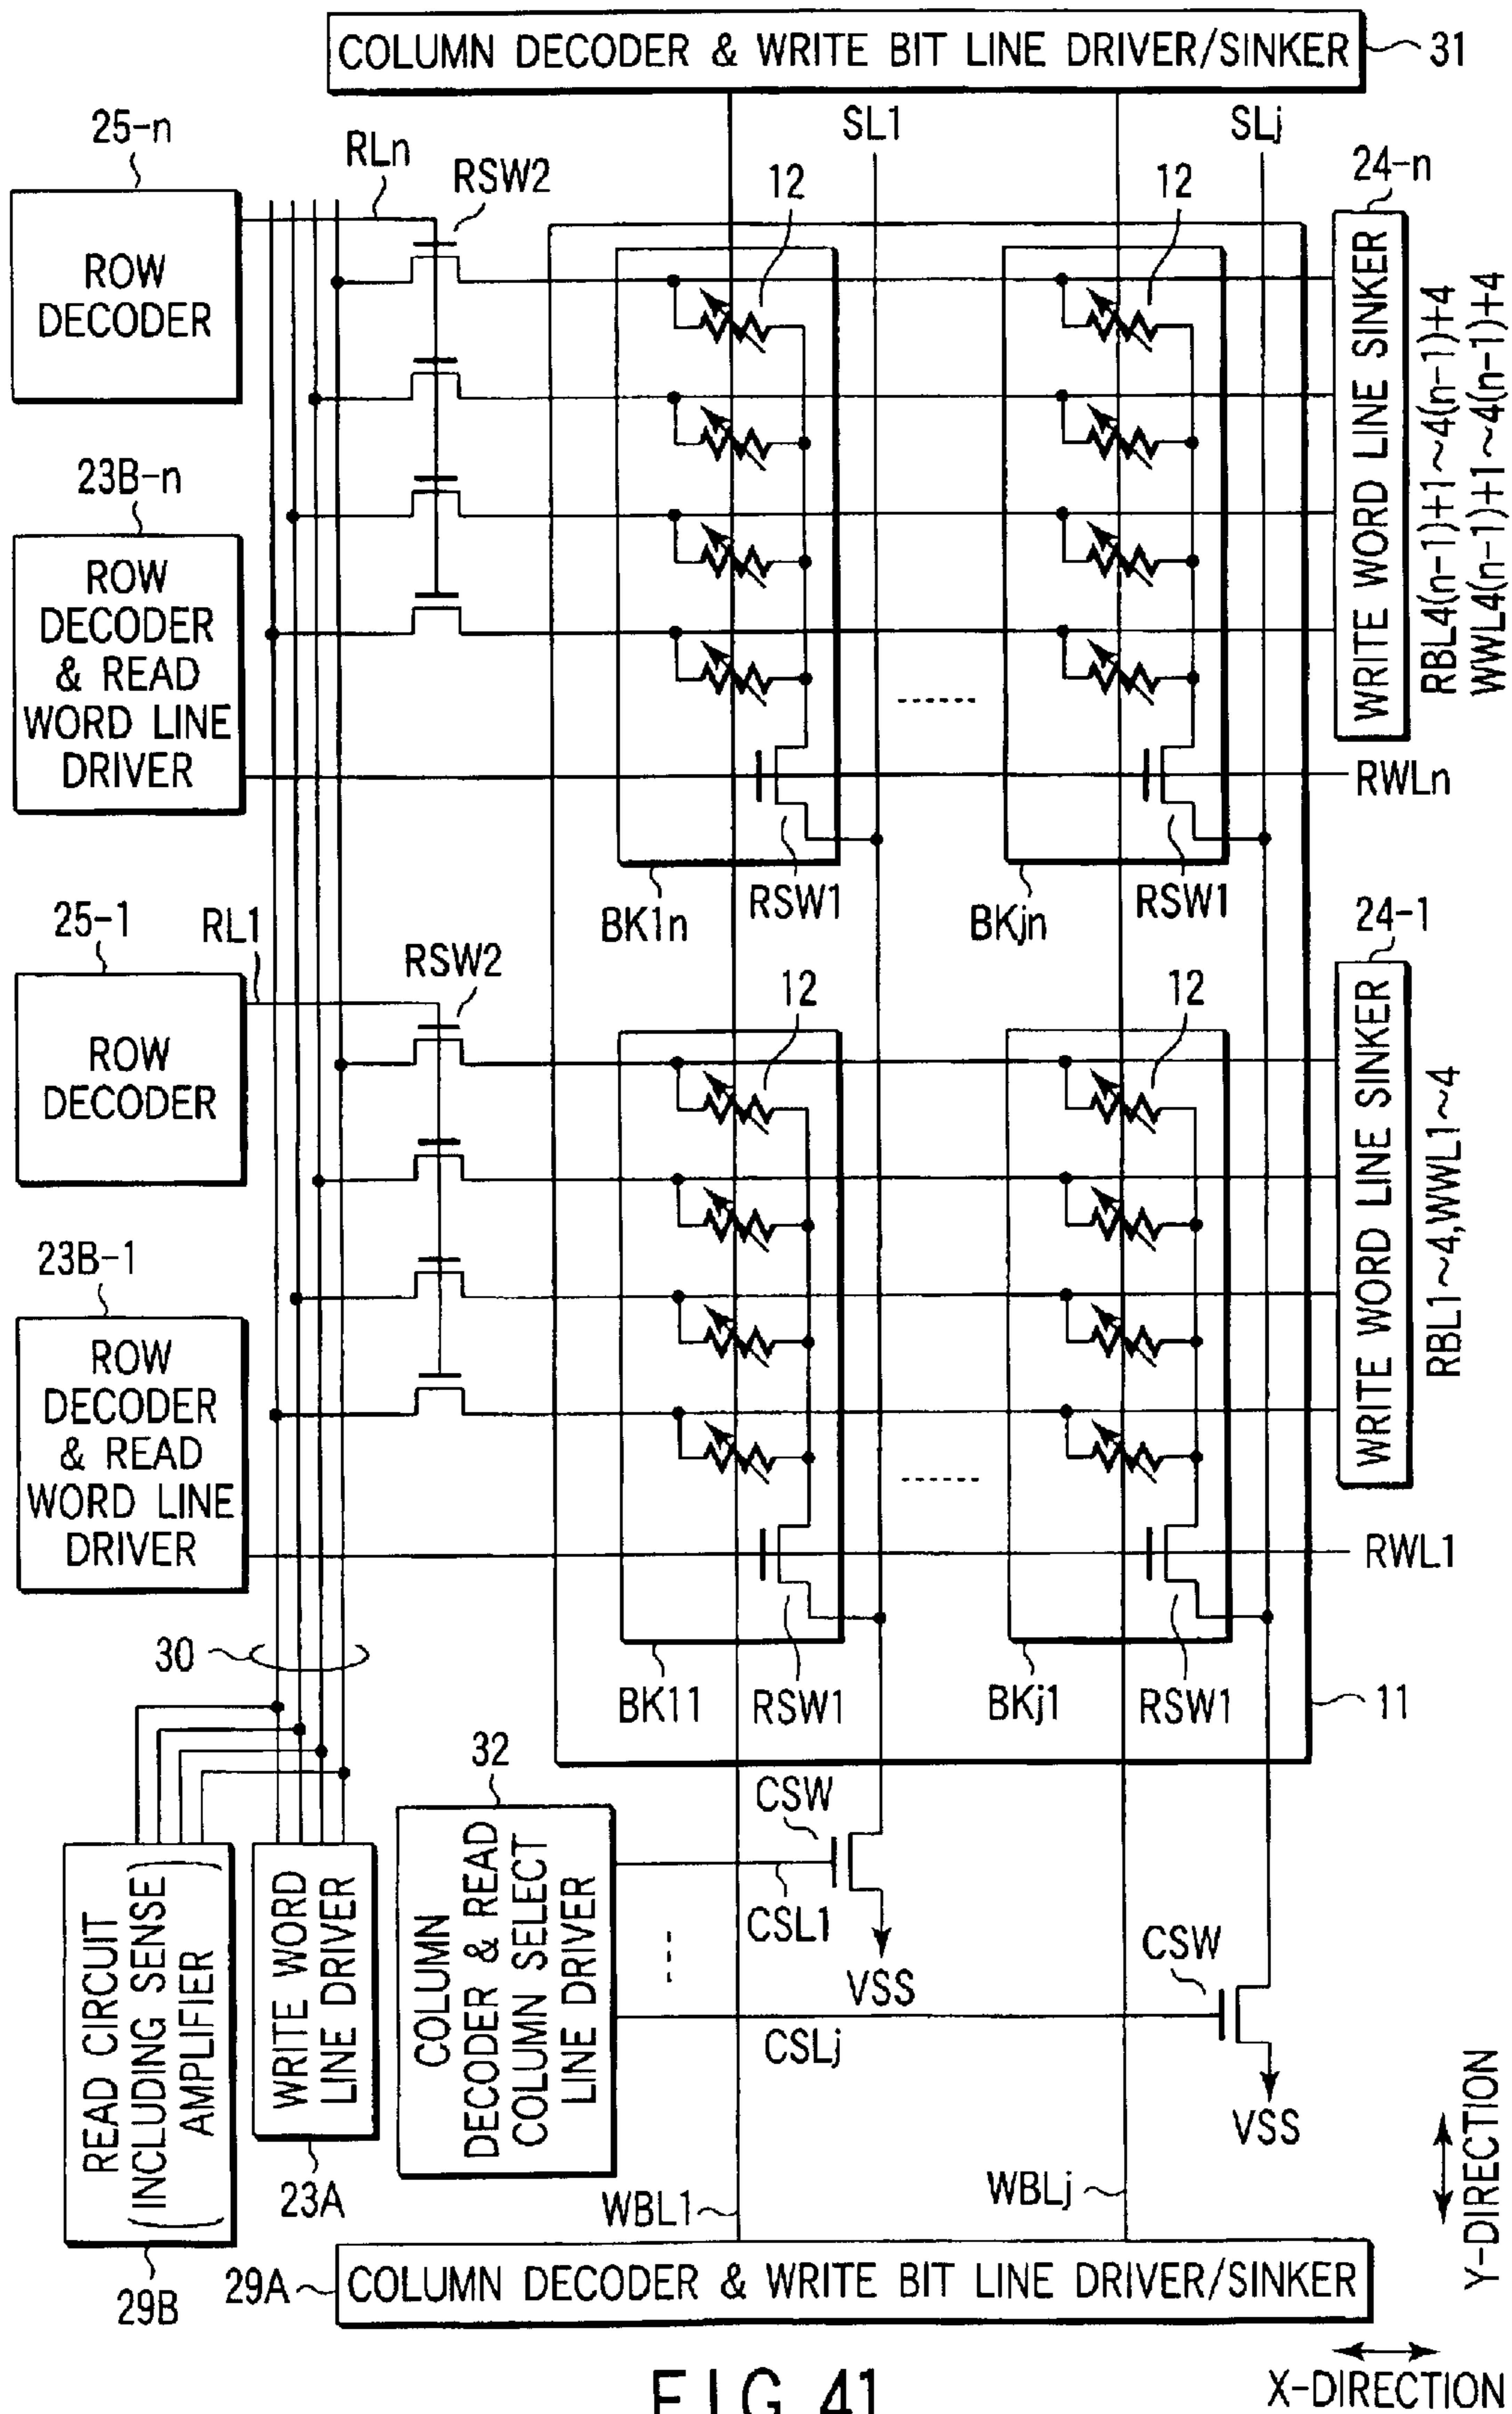 COLUMN DECODER & WRITE BIT LINE DRIVER/SINKER
31
25-n
RLn
RSW2
SL1
SLj
24-n
12
12
ROW
DECODER
WRITE WORD LINE SINKER
RBL4(n-1)+1~4(n-1)+4
WWL4(n-1)+1~4(n-1)+4
23B-n
ROW
DECODER
& READ
WORD LINE
DRIVER
RWLn
BK1n
RSW1
BKjn
RSW1
25-1
RL1
RSW2
24-1
12
12
ROW
DECODER
WRITE WORD LINE SINKER
RBL1~4,WWL1~4
23B-1
ROW
DECODER
& READ
WORD LINE
DRIVER
RWL1
30
BK11
RSW1
BKj1
RSW1
11
32
CSW
COLUMN
DECODER & READ
COLUMN SELECT
LINE DRIVER
CSL1
VSS
CSW
CSLj
VSS
READ CIRCUIT
(INCLUDING SENSE
AMPLIFIER)
WRITE WORD
LINE DRIVER
23A
29B
WBL1
WBLj
Y-DIRECTION
29A
COLUMN DECODER & WRITE BIT LINE DRIVER/SINKER
X-DIRECTION
FIG. 41